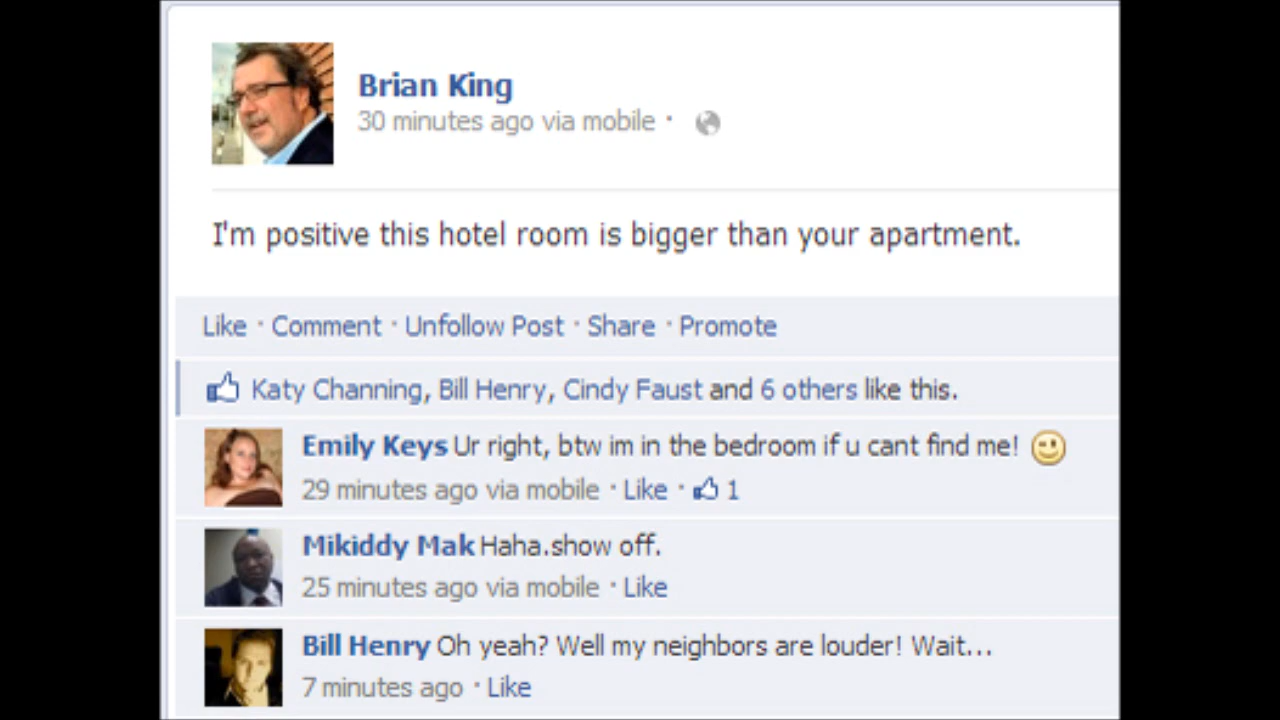 Brian King
30 minutes ago via mobile ·
I'm positive this hotel room is bigger than your apartment.
Like · Comment · Unfollow Post · Share · Promote
Katy Channing, Bill Henry, Cindy Faust and 6 others like this.
Emily Keys Ur right, btw im in the bedroom if u cant find me!
29 minutes ago via mobile · Like · 1
Mikiddy Mak Haha.show off.
25 minutes ago via mobile · Like
Bill Henry Oh yeah? Well my neighbors are louder! Wait...
7 minutes ago · Like